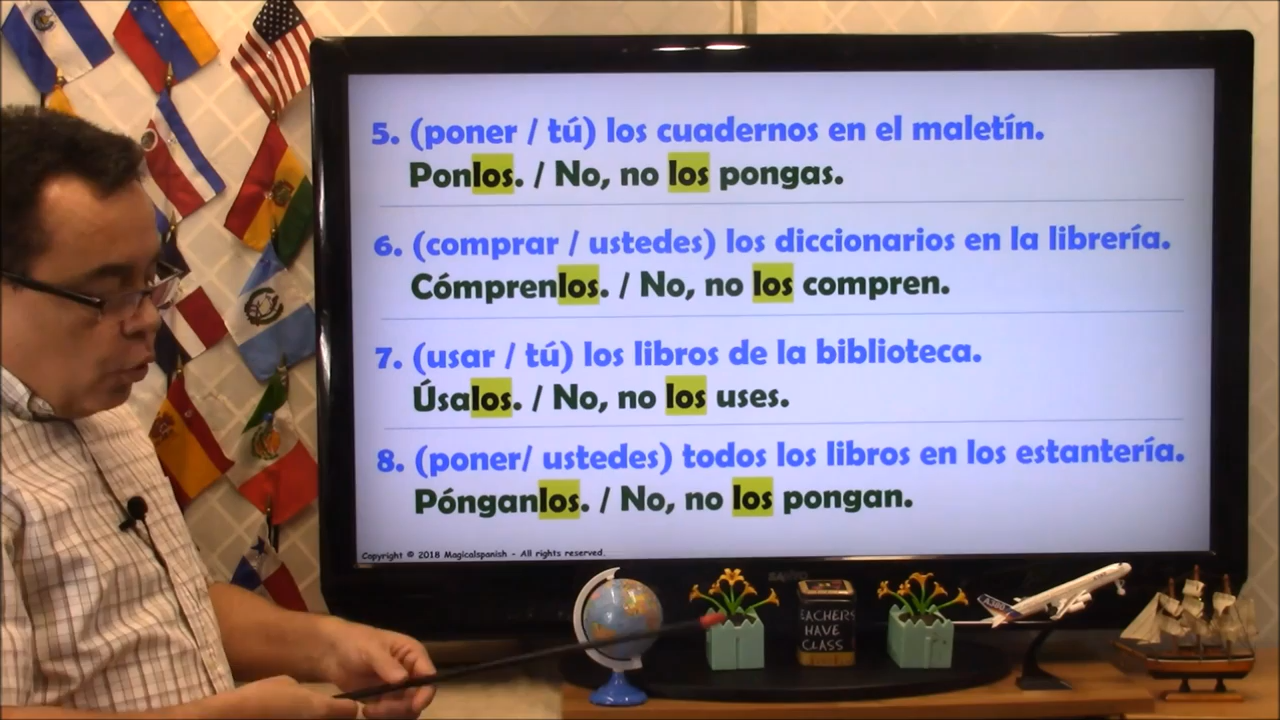 5. (poner / tú) los cuadernos en el maletín.
Ponlos. / No, no los pongas.
6. (comprar / ustedes) los diccionarios en la librería.
Cómprenlos. / No, no los compren.
7. (usar / tú) los libros de la biblioteca.
Úsalos. / No, no los uses.
8. (poner/ ustedes) todos los libros en los estantería.
Pónganlos. / No, no los pongan.
Copyright © 2018 Magicalspanish - All rights reserved.
SANYO
EACHERS
HAVE
CLASS
A380